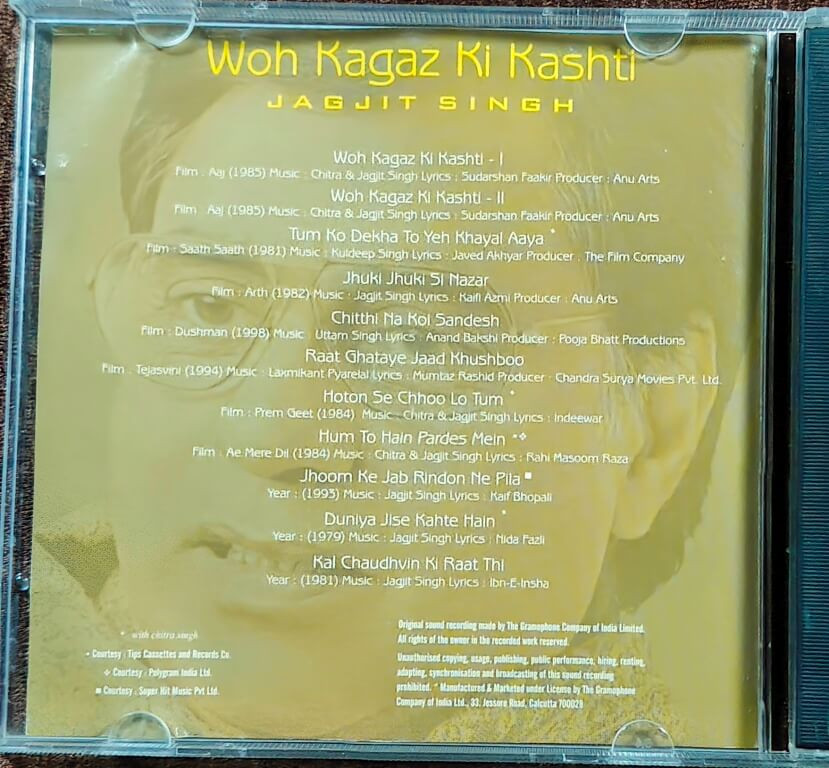 Woh Kagaz Ki Kashti
JAGJIT SINGH
Woh Kagaz Ki Kashti - I
Film : Aaj (1985) Music : Chitra & Jagjit Singh Lyrics : Sudarshan Faakir Producer : Anu Arts
Woh Kagaz Ki Kashti - II
Film : Aaj (1985) Music : Chitra & Jagjit Singh Lyrics : Sudarshan Faakir Producer : Anu Arts
Tum Ko Dekha To Yeh Khayal Aaya *
Film : Saath Saath (1981) Music : Kuldeep Singh Lyrics : Javed Akhyar Producer : The Film Company
Jhuki Jhuki Si Nazar
Film : Arth (1982) Music : Jagjit Singh Lyrics : Kaifi Azmi Producer : Anu Arts
Chitthi Na Koi Sandesh
Film : Dushman (1998) Music : Uttam Singh Lyrics : Anand Bakshi Producer : Pooja Bhatt Productions
Raat Ghataye Jaad Khushboo
Film : Tejasvini (1994) Music : Laxmikant Pyarelal Lyrics : Mumtaz Rashid Producer : Chandra Surya Movies Pvt. Ltd.
Hoton Se Chhoo Lo Tum *
Film : Prem Geet (1984) Music : Chitra & Jagjit Singh Lyrics : Indeewar
Hum To Hain Pardes Mein *❖
Film : Ae Mere Dil (1984) Music : Chitra & Jagjit Singh Lyrics : Rahi Masoom Raza
Jhoom Ke Jab Rindon Ne Pila ■
Year : (1993) Music : Jagjit Singh Lyrics : Kaif Bhopali
Duniya Jise Kahte Hain *
Year : (1979) Music : Jagjit Singh Lyrics : Nida Fazli
Kal Chaudhvin Ki Raat Thi
Year : (1981) Music : Jagjit Singh Lyrics : Ibn-E-Insha
* with chitra singh
• Courtesy : Tips Cassettes and Records Co.
❖ Courtesy : Polygram India Ltd.
■ Courtesy : Super Hit Music Pvt Ltd.
Original sound recording made by The Gramophone Company of India Limited.
All rights of the owner in the recorded work reserved.
Unauthorised copying, usage, publishing, public performance, hiring, renting,
adapting, synchronisation and broadcasting of this sound recording
prohibited. * Manufactured & Marketed under License by The Gramophone
Company of India Ltd., 33, Jessore Road, Calcutta 700028